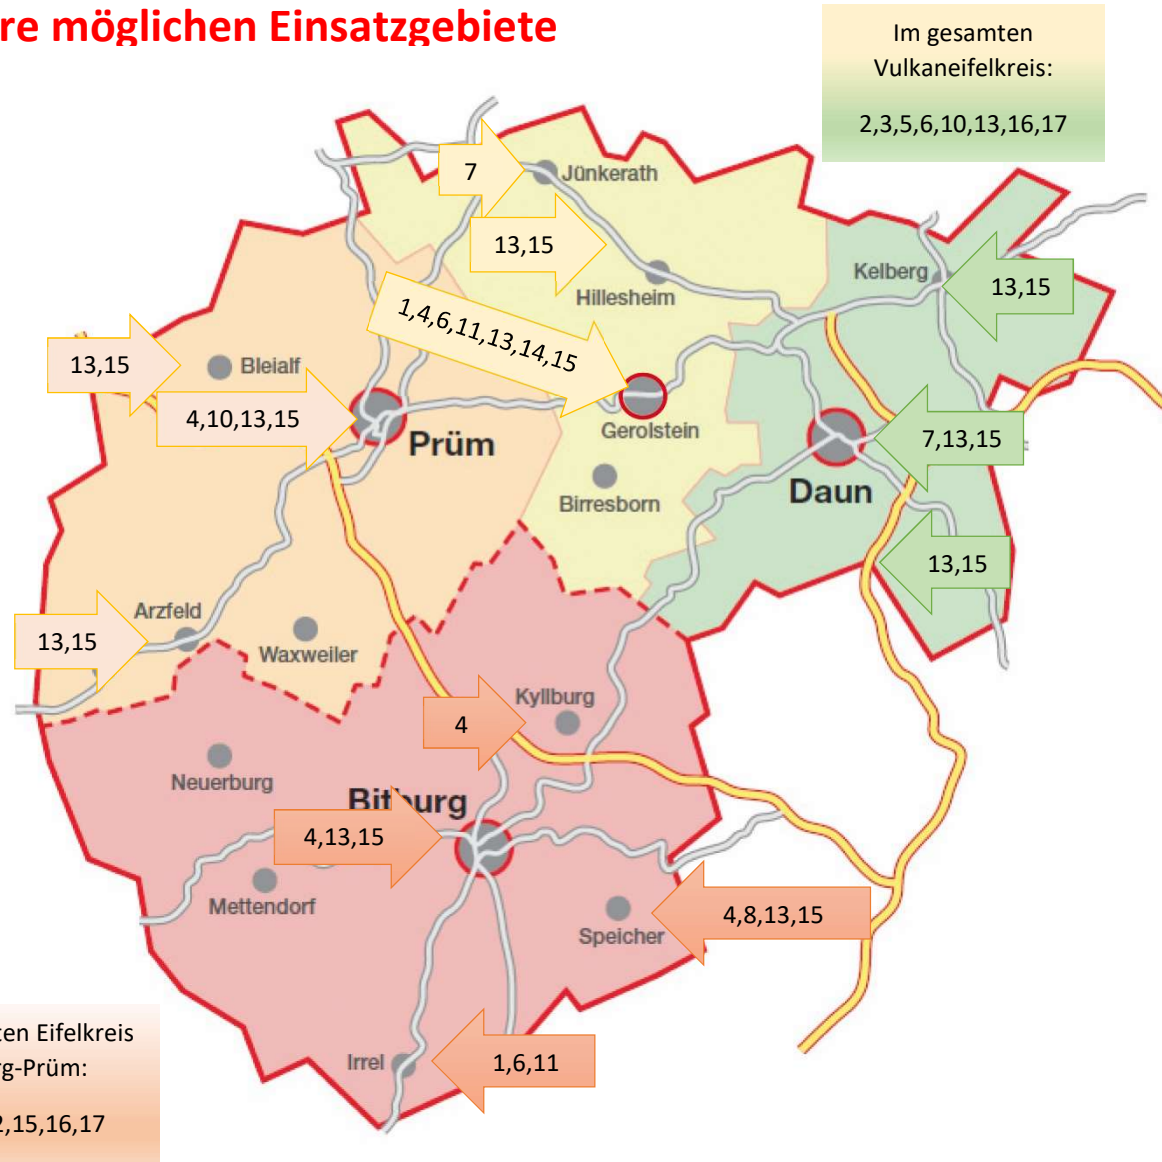 re möglichen Einsatzgebiete
Im gesamten
Vulkaneifelkreis:
2,3,5,6,10,13,16,17
7
Jünkerath
13,15
Hillesheim
Kelberg
13,15
1,4,6,11,13,14,15
13,15
Bleialf
4,10,13,15
Prüm
Gerolstein
7,13,15
Birresborn
Daun
13,15
Arzfeld
13,15
Waxweiler
Kyllburg
4
Neuerburg
Bitburg
4,13,15
Mettendorf
4,8,13,15
Speicher
ten Eifelkreis
rg-Prüm:
2,15,16,17
Irrel
1,6,11